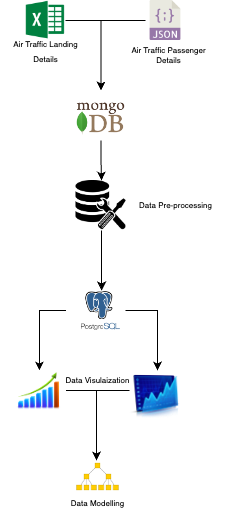 Air Traffic Landing
Details
JSON
Air Traffic Passenger
Details
mongo
DB
Data Pre-processing
PostgreSQL
Data Visulaization
Data Modelling